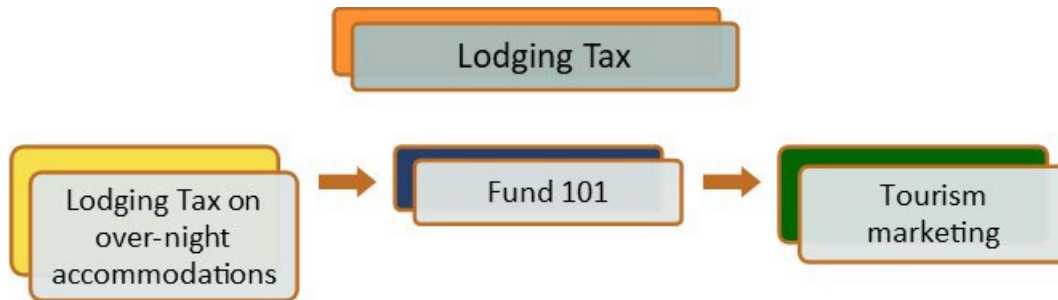 Lodging Tax
Lodging Tax on
over-night
accommodations
Fund 101
Tourism
marketing